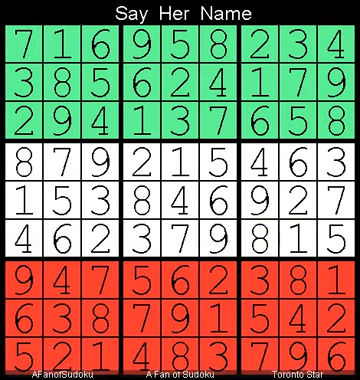 Say Her Name
7 1 6 9 5 8 2 3 4
3 8 5 6 2 4 1 7 9
2 9 4 1 3 7 6 5 8
8 7 9 2 1 5 4 6 3
1 5 3 8 4 6 9 2 7
4 6 2 3 7 9 8 1 5
9 4 7 5 6 2 3 8 1
6 3 8 7 9 1 5 4 2
5 2 1 4 8 3 7 9 6
AFanofSudoku A Fan of Sudoku Toronto Star